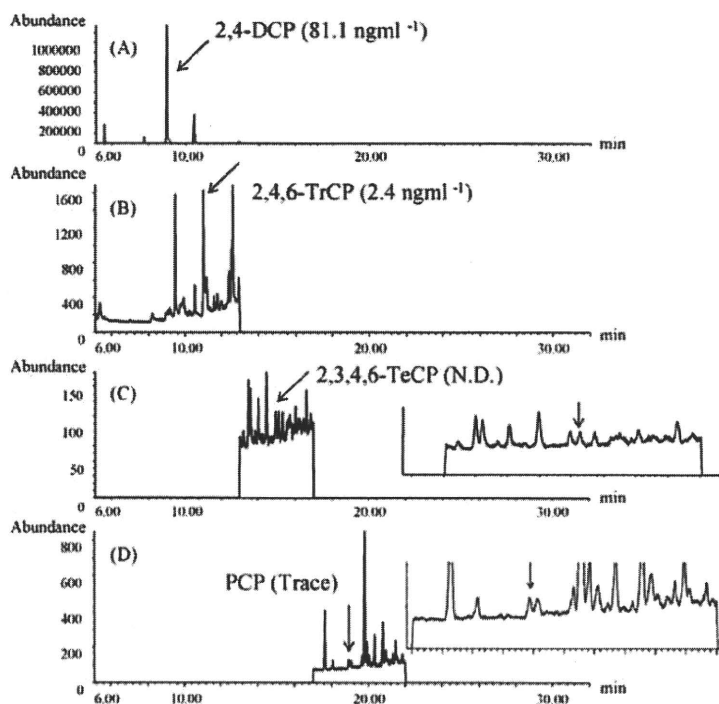 Abundance
(A)
2,4-DCP (81.1 ngml -1)
1000000
800000
600000
400000
200000
0
min
6.00 10.00 20.00 30.00
Abundance
(B)
2,4,6-TrCP (2.4 ngml -1)
1600
1200
800
400
0
min
6.00 10.00 20.00 30.00
Abundance
(C)
2,3,4,6-TeCP (N.D.)
150
100
50
0
min
6.00 10.00 20.00 30.00
Abundance
(D)
PCP (Trace)
800
600
400
200
0
min
6.00 10.00 20.00 30.00